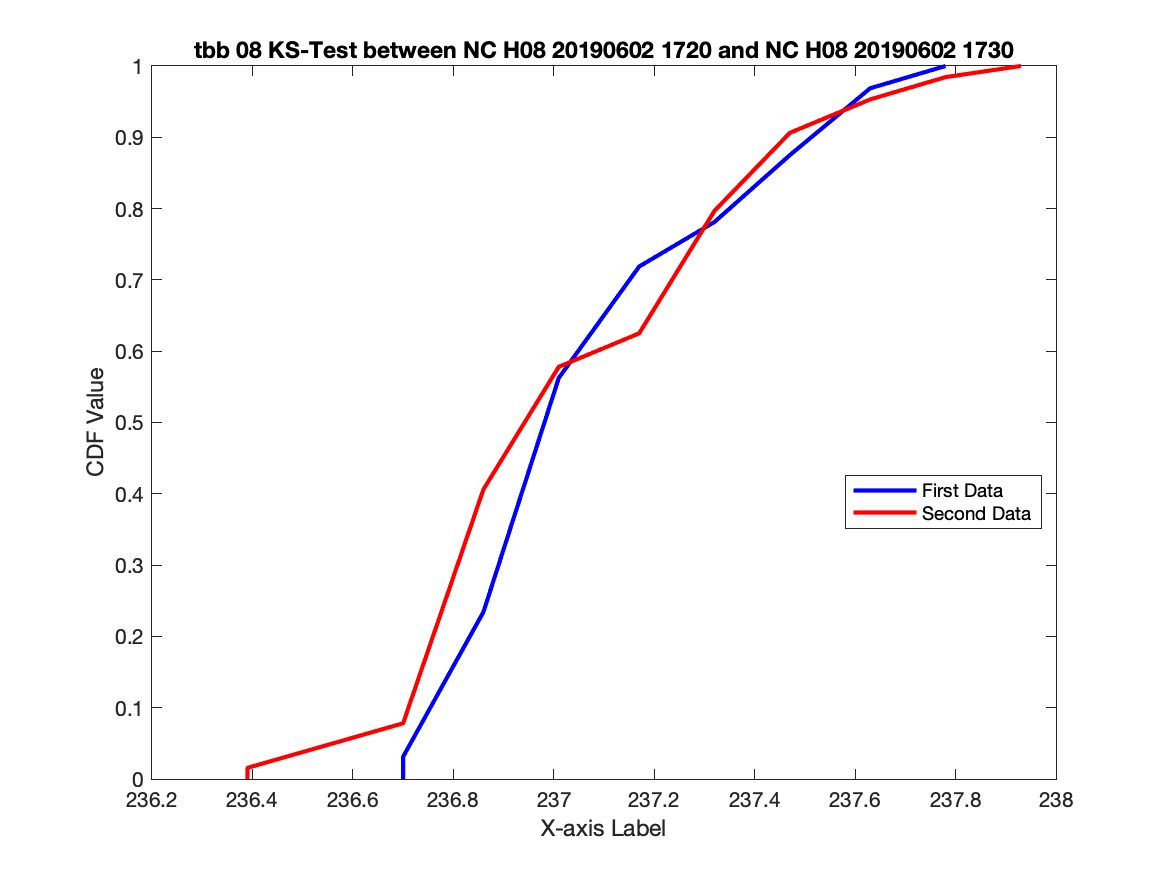 tbb 08 KS-Test between NC H08 20190602 1720 and NC H08 20190602 1730
1
0.9
0.8
0.7
0.6
0.5
0.4
0.3
0.2
0.1
0
CDF Value
First Data
Second Data
236.2 236.4 236.6 236.8 237 237.2 237.4 237.6 237.8 238
X-axis Label